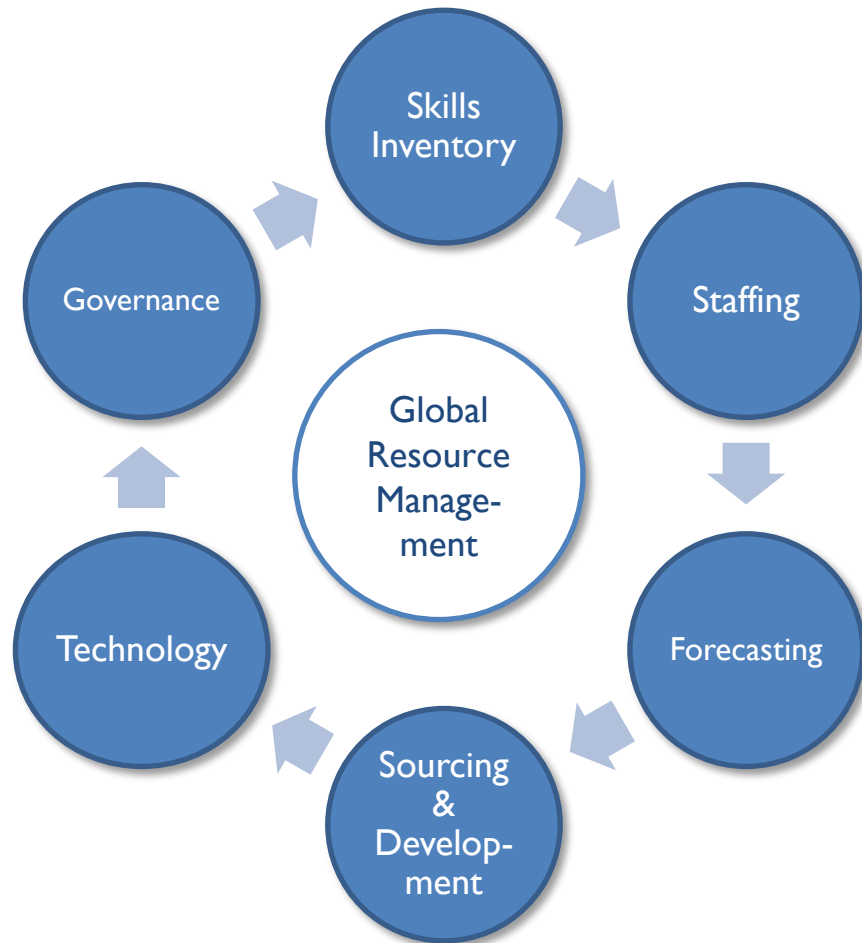 Skills
Inventory
Staffing
Forecasting
Sourcing
&
Develop-
ment
Technology
Governance
Global
Resource
Manage-
ment